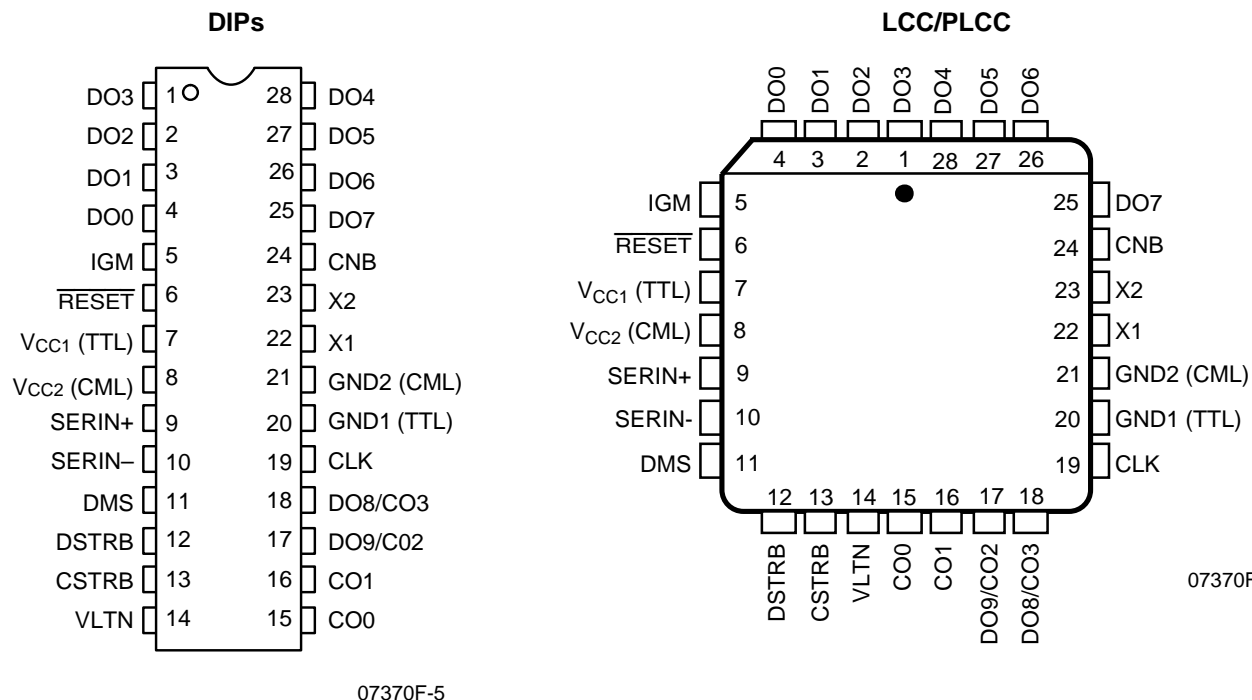 DIPs
DO3 1 28 DO4
DO2 2 27 DO5
DO1 3 26 DO6
DO0 4 25 DO7
IGM 5 24 CNB
RESET 6 23 X2
VCC1 (TTL) 7 22 X1
VCC2 (CML) 8 21 GND2 (CML)
SERIN+ 9 20 GND1 (TTL)
SERIN– 10 19 CLK
DMS 11 18 DO8/CO3
DSTRB 12 17 DO9/C02
CSTRB 13 16 CO1
VLTN 14 15 CO0
07370F-5
LCC/PLCC
DO0 DO1 DO2 DO3 DO4 DO5 DO6
4 3 2 1 28 27 26
IGM 5 25 DO7
RESET 6 24 CNB
VCC1 (TTL) 7 23 X2
VCC2 (CML) 8 22 X1
SERIN+ 9 21 GND2 (CML)
SERIN- 10 20 GND1 (TTL)
DMS 11 19 CLK
12 13 14 15 16 17 18
DSTRB CSTRB VLTN CO0 CO1 DO9/CO2 DO8/CO3
07370F